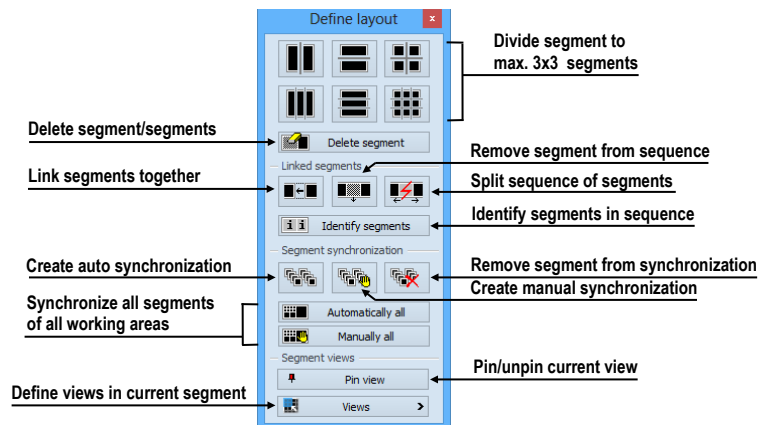 Define layout
x
Divide segment to
max. 3x3 segments
Delete segment/segments
Delete segment
Linked segments
Remove segment from sequence
Link segments together
Split sequence of segments
i i Identify segments
Identify segments in sequence
Segment synchronization
Create auto synchronization
Remove segment from synchronization
Create manual synchronization
Synchronize all segments
of all working areas
Automatically all
Manually all
Segment views
Pin view
Pin/unpin current view
Define views in current segment
Views >